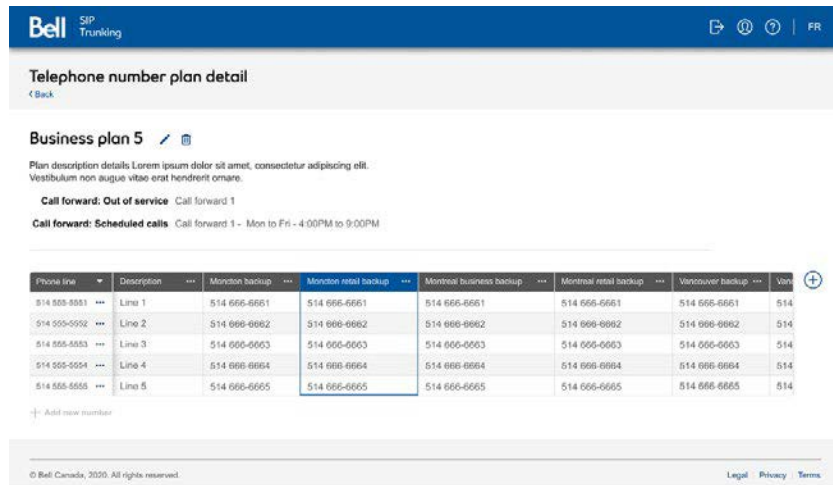 Bell SIP Trunking FR
Telephone number plan detail
Back
Business plan 5
Plan description details Lorem ipsum dolor sit amet, consectetur adipiscing elit.
Vestibulum non augue vitae erat hendrerit ornare.
Call forward: Out of service Call forward 1
Call forward: Scheduled calls Call forward 1 - Mon to Fri - 4:00PM to 9:00PM
Phone line Description Moncton backup Moncton retail backup Montreal business backup Montreal retail backup Vancouver backup
514 555-5551 Line 1 514 666-6661 514 666-6661 514 666-6661 514 666-6661 514 666-6661 514
514 555-5552 Line 2 514 666-6662 514 666-6662 514 666-6662 514 666-6662 514 666-6662 514
514 555-5553 Line 3 514 666-6663 514 666-6663 514 666-6663 514 666-6663 514 666-6663 514
514 555-5554 Line 4 514 666-6664 514 666-6664 514 666-6664 514 666-6664 514 666-6664 514
514 555-5555 Line 5 514 666-6665 514 666-6665 514 666-6665 514 666-6665 514 666-6665 514
Add new number
© Bell Canada, 2020. All rights reserved. Legal Privacy Terms